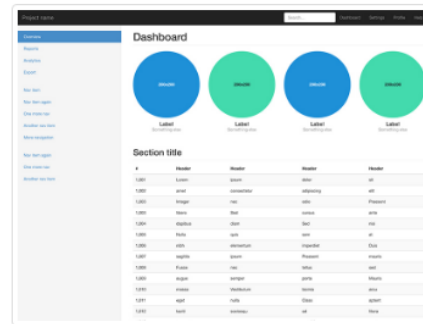 Project name
Search...
Dashboard
Settings
Profile
Help
Overview
Reports
Analytics
Export
Nav item
Nav item again
One more nav
Another nav item
More navigation
Nav item again
One more nav
Another nav item
Dashboard
200x200
200x200
200x200
200x200
Label
Label
Label
Label
Something else
Something else
Something else
Something else
Section title
# Header Header Header Header
1,001 Lorem ipsum dolor sit
1,002 amet consectetur adipiscing elit
1,003 Integer nec odio Praesent
1,003 libero Sed cursus ante
1,004 dapibus diam Sed nisi
1,005 Nulla quis sem at
1,006 nibh elementum imperdiet Duis
1,007 sagittis ipsum Praesent mauris
1,008 Fusce nec tellus sed
1,009 augue semper porta Mauris
1,010 massa Vestibulum lacinia arcu
1,011 eget nulla Class aptent
1,012 taciti sociosqu ad litora